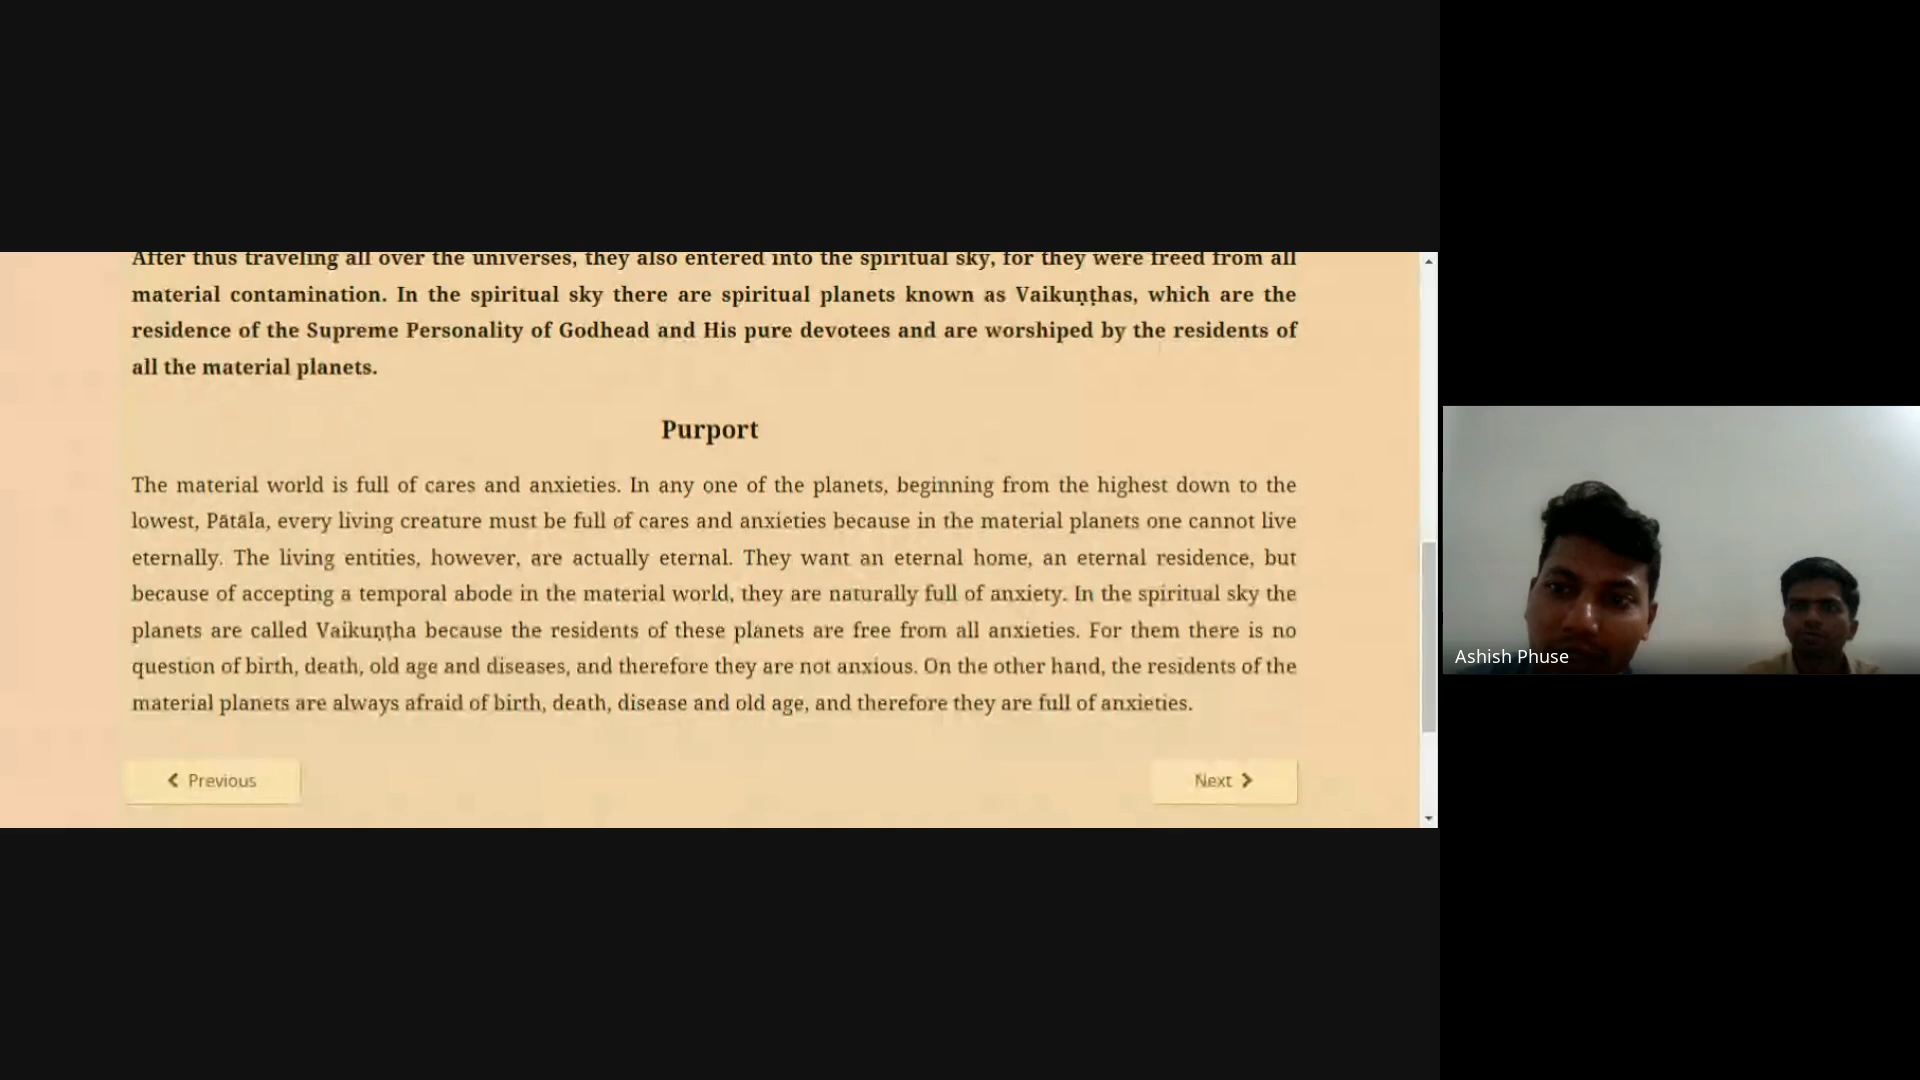 After thus traveling all over the universes, they also entered into the spiritual sky, for they were freed from all
material contamination. In the spiritual sky there are spiritual planets known as Vaikuṇṭhas, which are the
residence of the Supreme Personality of Godhead and His pure devotees and are worshiped by the residents of
all the material planets.
Purport
The material world is full of cares and anxieties. In any one of the planets, beginning from the highest down to the
lowest, Pātāla, every living creature must be full of cares and anxieties because in the material planets one cannot live
eternally. The living entities, however, are actually eternal. They want an eternal home, an eternal residence, but
because of accepting a temporal abode in the material world, they are naturally full of anxiety. In the spiritual sky the
planets are called Vaikuṇṭha because the residents of these planets are free from all anxieties. For them there is no
question of birth, death, old age and diseases, and therefore they are not anxious. On the other hand, the residents of the
material planets are always afraid of birth, death, disease and old age, and therefore they are full of anxieties.
Previous
Next
Ashish Phuse